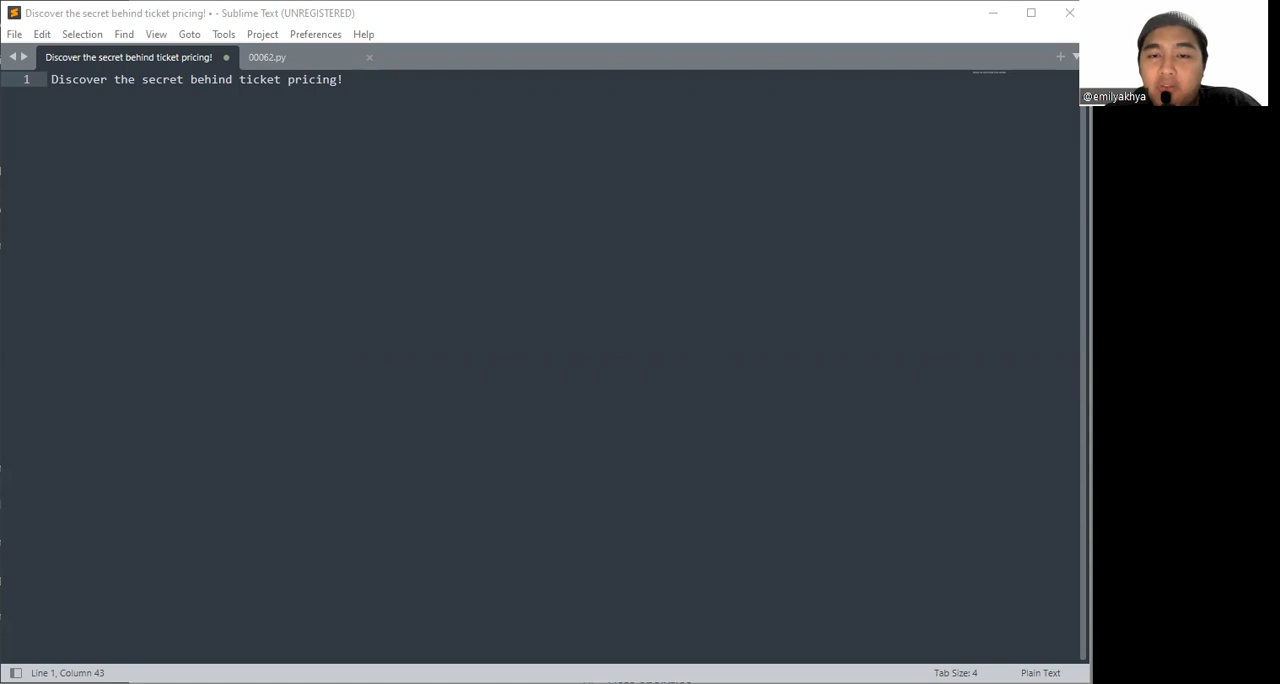 Discover the secret behind ticket pricing! • - Sublime Text (UNREGISTERED)
File Edit Selection Find View Goto Tools Project Preferences Help
Discover the secret behind ticket pricing! 00062.py
1 Discover the secret behind ticket pricing!
@emilyakhya
Line 1, Column 43 Tab Size: 4 Plain Text